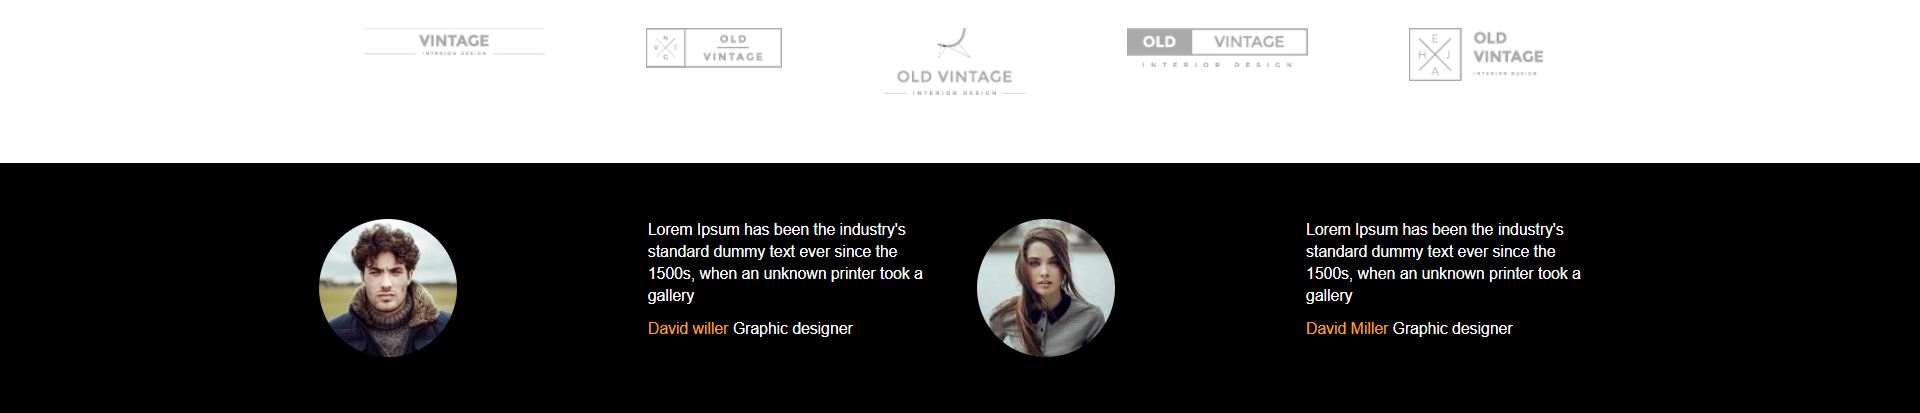 VINTAGE
INTERIOR DESIGN
N
V T
G
OLD
VINTAGE
OLD VINTAGE
INTERIOR DESIGN
OLD VINTAGE
INTERIOR DESIGN
E
H J
A
OLD
VINTAGE
INTERIOR DESIGN
Lorem Ipsum has been the industry's
standard dummy text ever since the
1500s, when an unknown printer took a
gallery
David willer Graphic designer
Lorem Ipsum has been the industry's
standard dummy text ever since the
1500s, when an unknown printer took a
gallery
David Miller Graphic designer